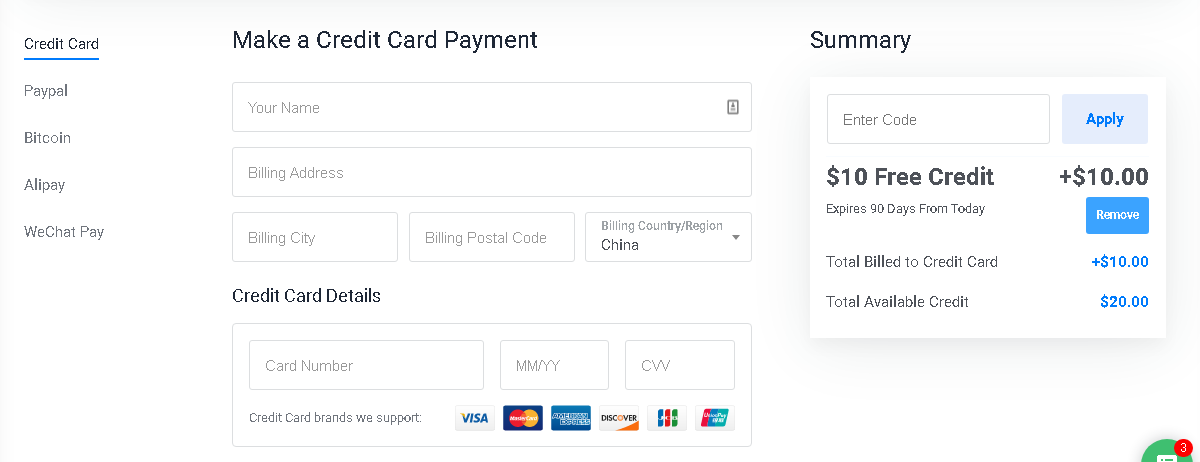 Credit Card
Paypal
Bitcoin
Alipay
WeChat Pay
Make a Credit Card Payment
Your Name
Billing Address
Billing City
Billing Postal Code
Billing Country/Region
China
Credit Card Details
Card Number
MM/YY
CVV
Credit Card brands we support:
VISA
MasterCard
AMERICAN EXPRESS
DISCOVER
JCB
UnionPay
银联
Summary
Enter Code
Apply
$10 Free Credit
+$10.00
Expires 90 Days From Today
Remove
Total Billed to Credit Card
+$10.00
Total Available Credit
$20.00
3